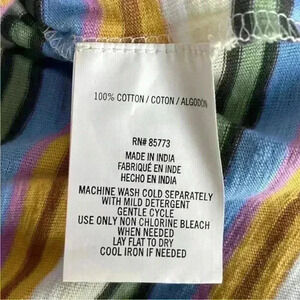 100% COTTON / COTON / ALGODON
RN# 85773
MADE IN INDIA
FABRIQUÉ EN INDE
HECHO EN INDIA
MACHINE WASH COLD SEPARATELY
WITH MILD DETERGENT
GENTLE CYCLE
USE ONLY NON CHLORINE BLEACH
WHEN NEEDED
LAY FLAT TO DRY
COOL IRON IF NEEDED